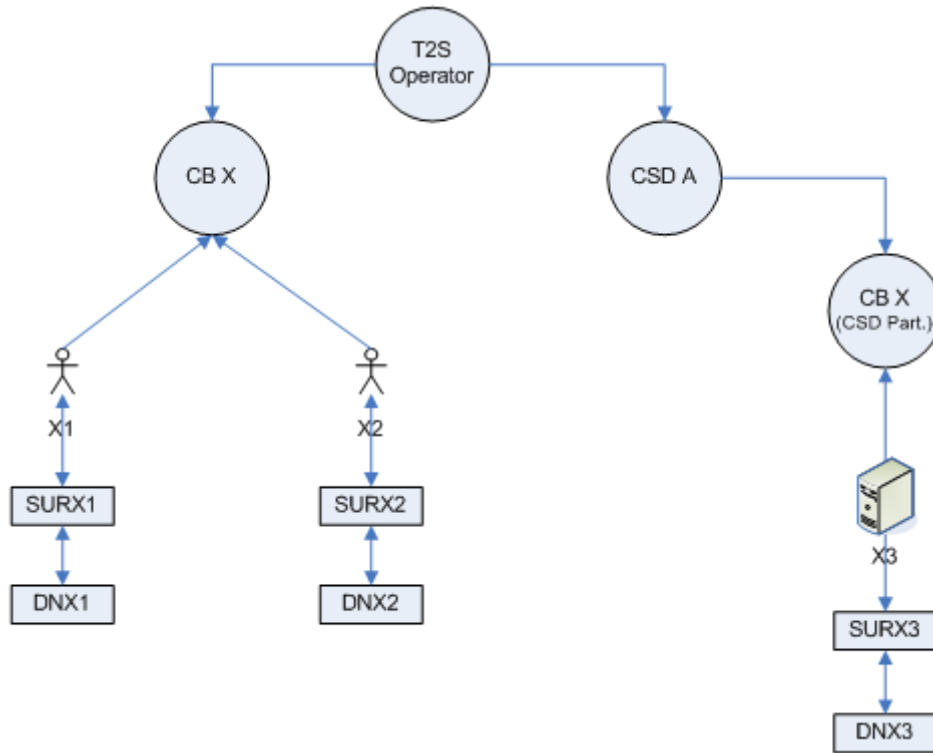 T2S
Operator
CB X
CSD A
CB X
(CSD Part.)
X1
X2
SURX1
SURX2
X3
DNX1
DNX2
SURX3
DNX3